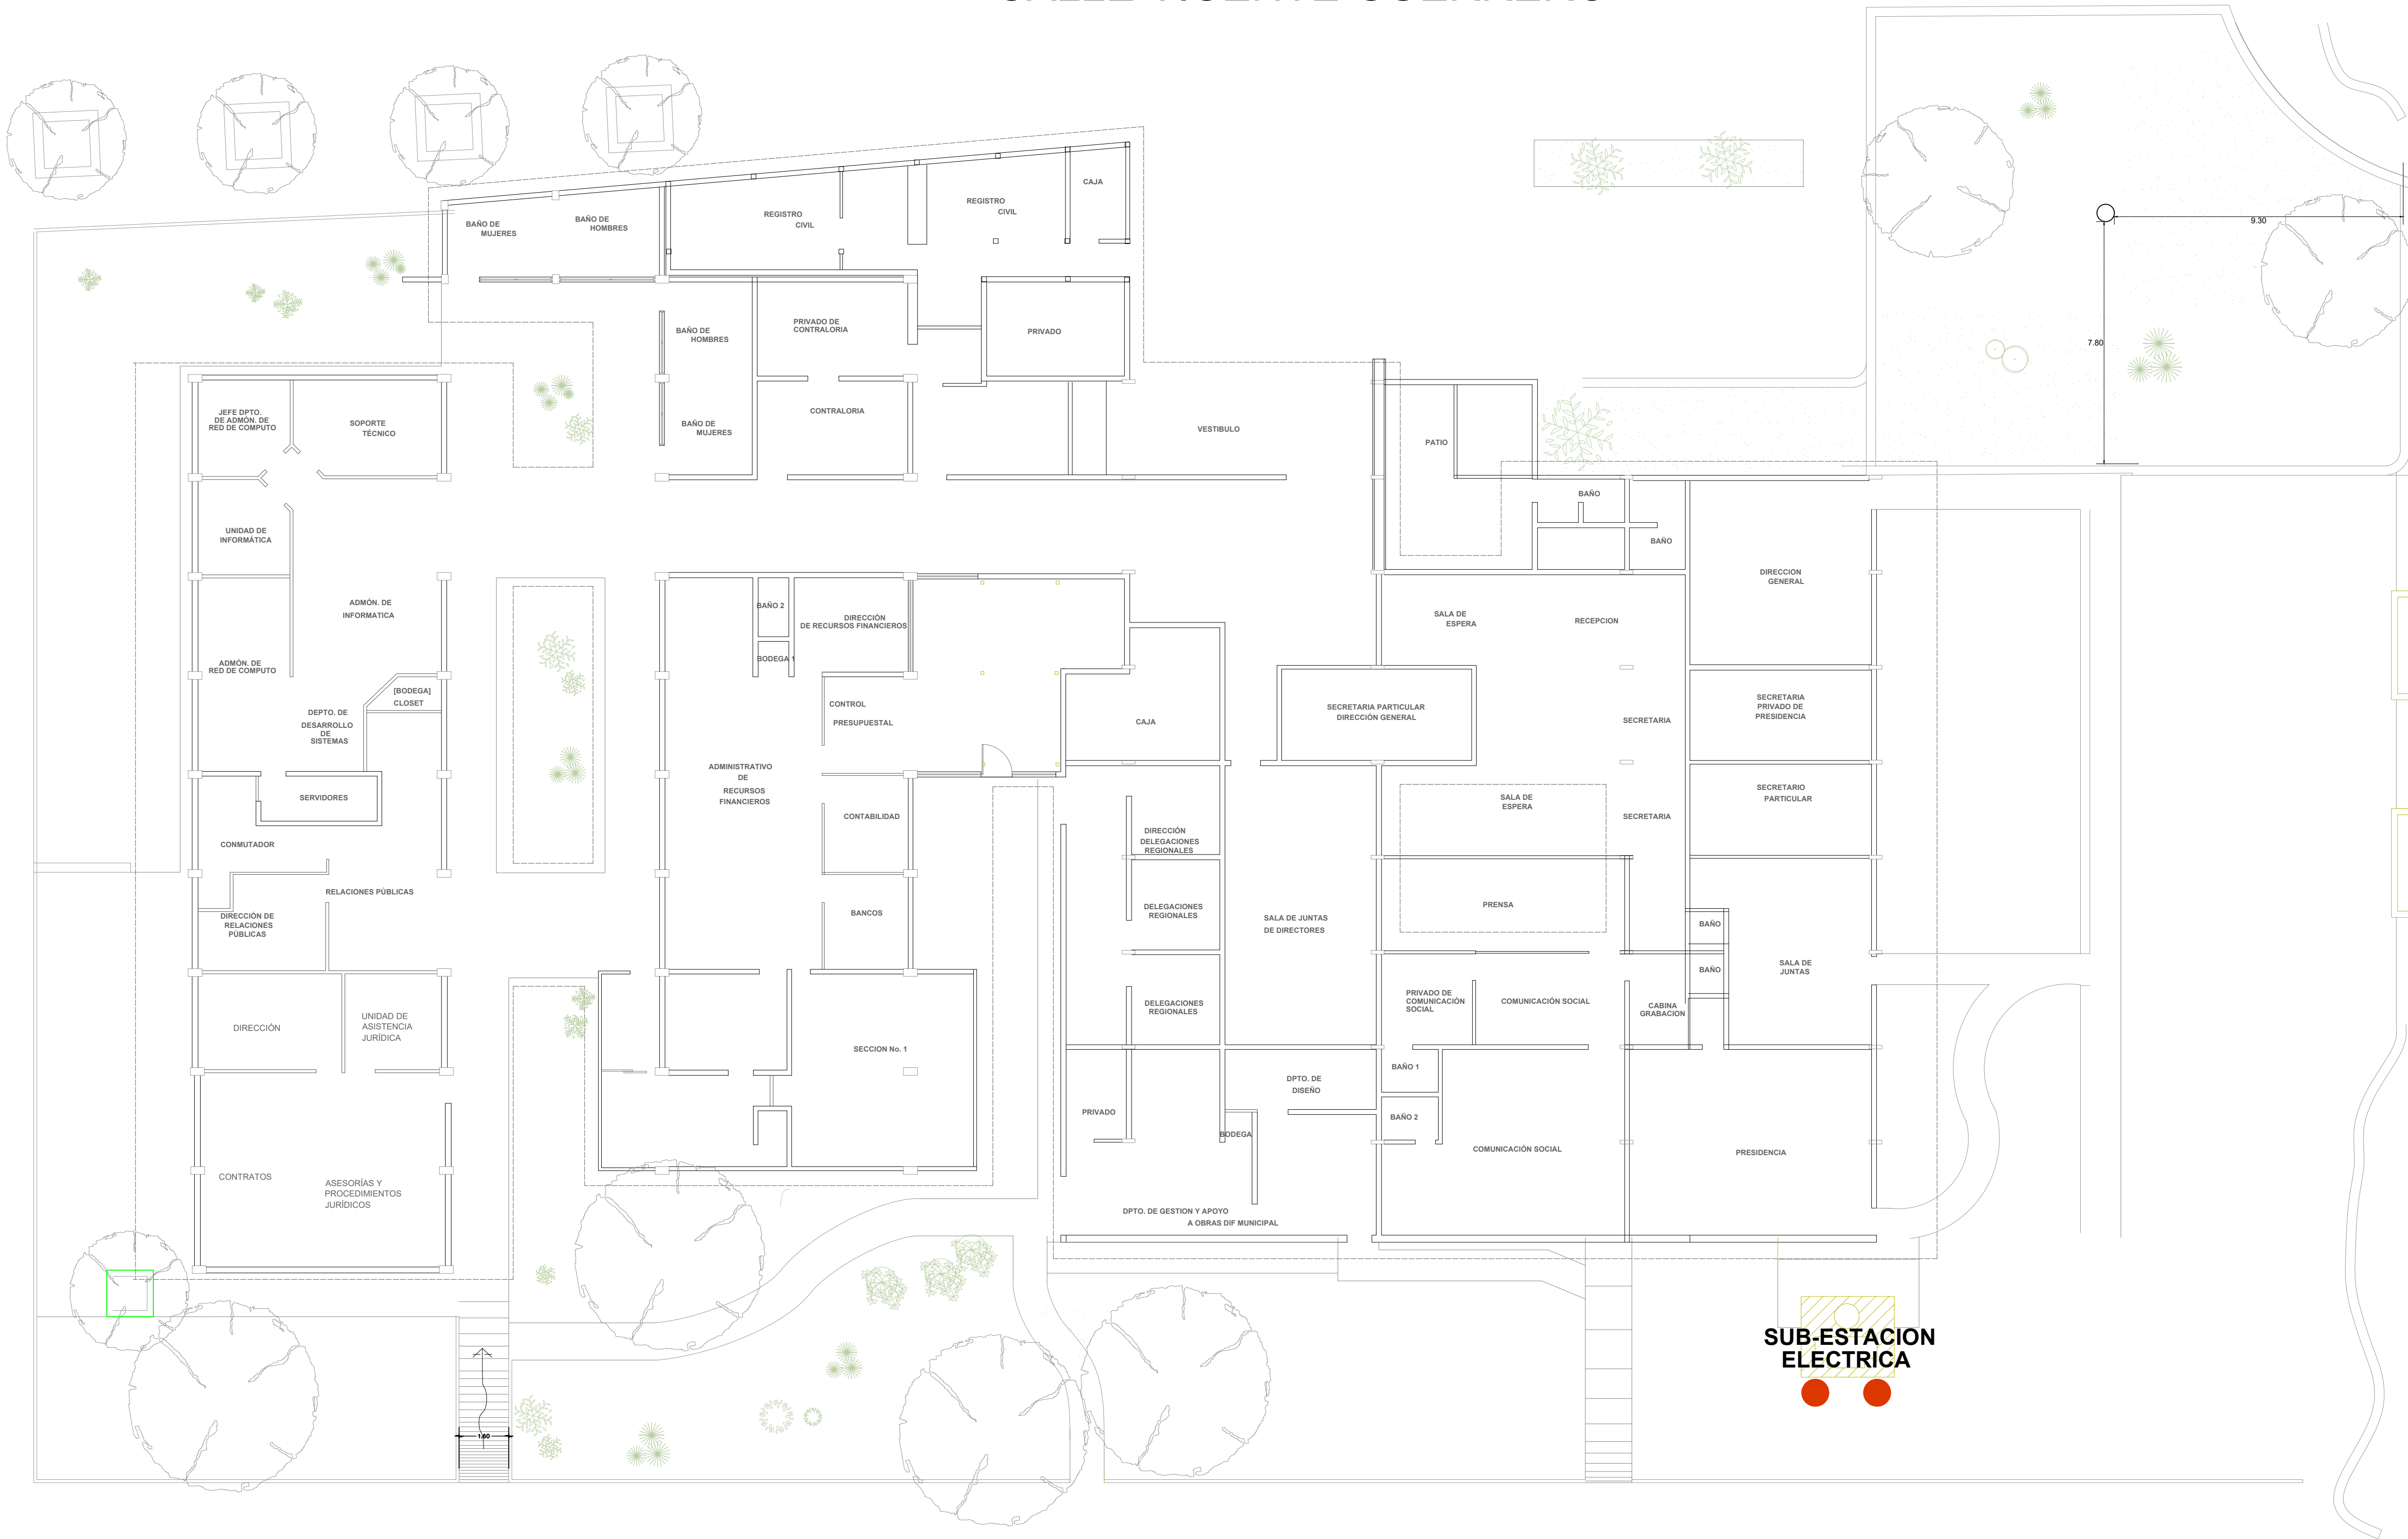 CAJA
REGISTRO
CIVIL
REGISTRO
CIVIL
BAÑO DE
MUJERES
BAÑO DE
HOMBRES
9.30
7.80
BAÑO DE
HOMBRES
PRIVADO DE
CONTRALORIA
PRIVADO
JEFE DPTO.
DE ADMÓN. DE
RED DE COMPUTO
SOPORTE
TÉCNICO
BAÑO DE
MUJERES
CONTRALORIA
VESTIBULO
PATIO
BAÑO
BAÑO
UNIDAD DE
INFORMÁTICA
DIRECCION
GENERAL
ADMÓN. DE
INFORMATICA
BAÑO 2
DIRECCIÓN
DE RECURSOS FINANCIEROS
SALA DE
ESPERA
RECEPCION
BODEGA 1
ADMÓN. DE
RED DE COMPUTO
[BODEGA]
CLOSET
DEPTO. DE
DESARROLLO
DE
SISTEMAS
CONTROL
PRESUPUESTAL
CAJA
SECRETARIA PARTICULAR
DIRECCIÓN GENERAL
SECRETARIA
SECRETARIA
PRIVADO DE
PRESIDENCIA
ADMINISTRATIVO
DE
RECURSOS
FINANCIEROS
SERVIDORES
CONTABILIDAD
SALA DE
ESPERA
SECRETARIA
SECRETARIO
PARTICULAR
CONMUTADOR
DIRECCIÓN
DELEGACIONES
REGIONALES
RELACIONES PÚBLICAS
DIRECCIÓN DE
RELACIONES
PÚBLICAS
BANCOS
DELEGACIONES
REGIONALES
SALA DE JUNTAS
DE DIRECTORES
PRENSA
BAÑO
BAÑO
SALA DE
JUNTAS
DIRECCIÓN
UNIDAD DE
ASISTENCIA
JURÍDICA
SECCION No. 1
DELEGACIONES
REGIONALES
PRIVADO DE
COMUNICACIÓN
SOCIAL
COMUNICACIÓN SOCIAL
CABINA
GRABACION
DPTO. DE
DISEÑO
BAÑO 1
PRIVADO
BODEGA
BAÑO 2
COMUNICACIÓN SOCIAL
PRESIDENCIA
CONTRATOS
ASESORÍAS Y
PROCEDIMIENTOS
JURÍDICOS
DPTO. DE GESTION Y APOYO
A OBRAS DIF MUNICIPAL
SUB-ESTACION
ELECTRICA
1.60